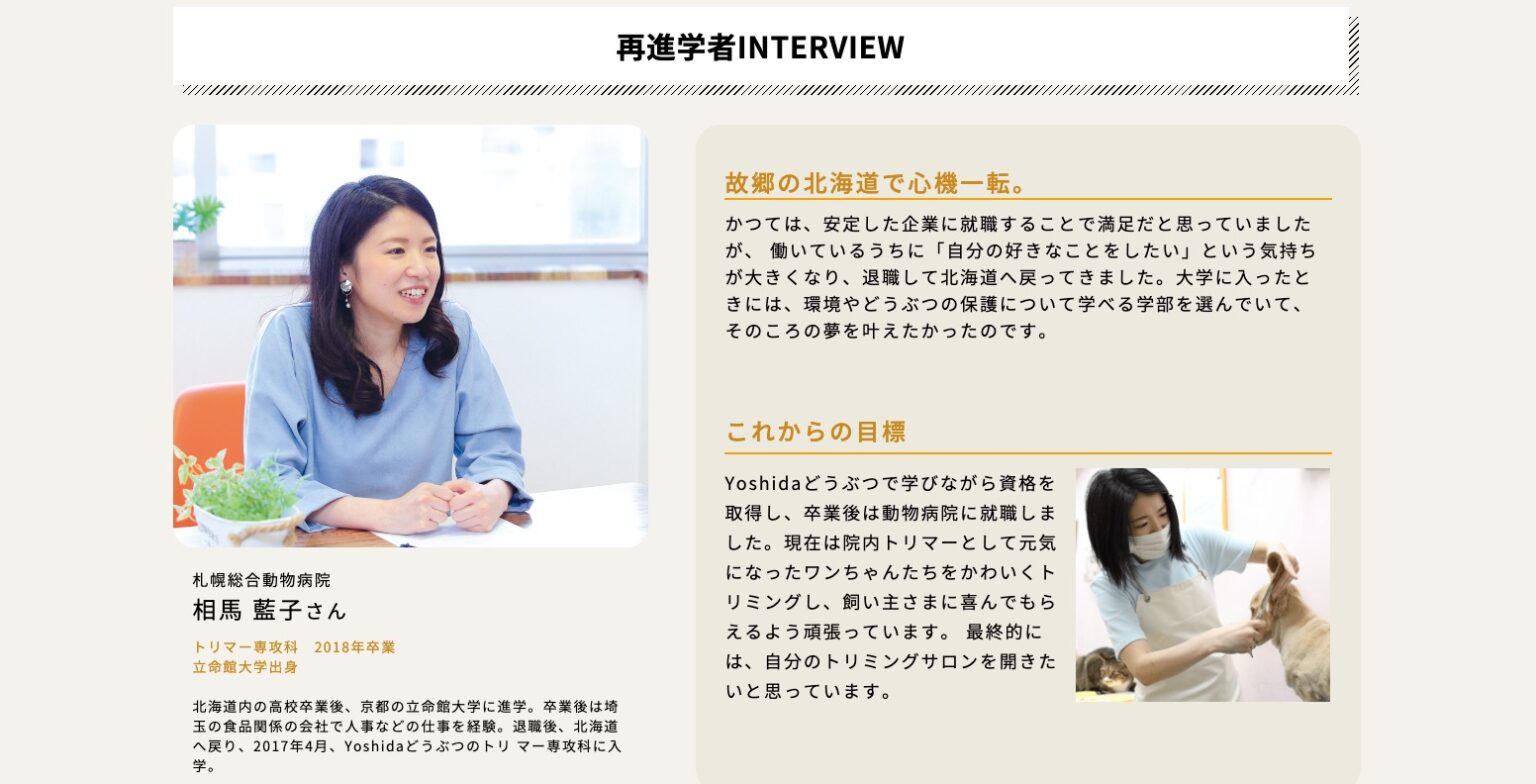 再進学者INTERVIEW
札幌総合動物病院
相馬 藍子さん
トリマー専攻科　2018年卒業
立命館大学出身
北海道内の高校卒業後、京都の立命館大学に進学。卒業後は埼
玉の食品関係の会社で人事などの仕事を経験。退職後、北海道
へ戻り、2017年4月、Yoshidaどうぶつのトリ マー専攻科に入
学。
故郷の北海道で心機一転。
かつては、安定した企業に就職することで満足だと思っていました
が、 働いているうちに「自分の好きなことをしたい」という気持ち
が大きくなり、退職して北海道へ戻ってきました。大学に入ったと
きには、環境やどうぶつの保護について学べる学部を選んでいて、
そのころの夢を叶えたかったのです。
これからの目標
Yoshidaどうぶつで学びながら資格を
取得し、卒業後は動物病院に就職しま
した。現在は院内トリマーとして元気
になったワンちゃんたちをかわいくト
リミングし、飼い主さまに喜んでもら
えるよう頑張っています。 最終的に
は、自分のトリミングサロンを開きた
いと思っています。